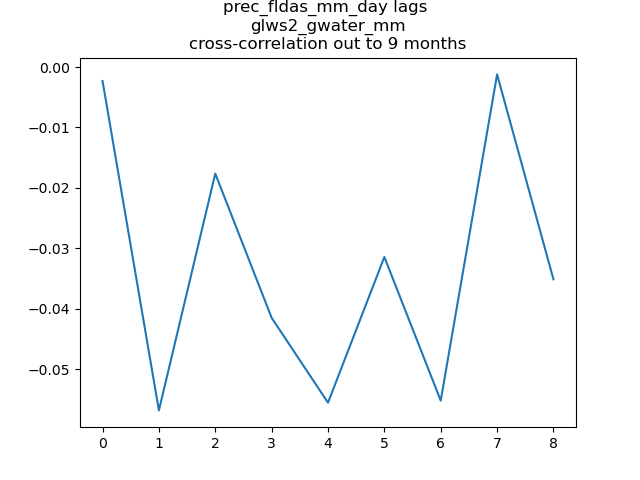 prec_fldas_mm_day lags
glws2_gwater_mm
cross-correlation out to 9 months
0.00
−0.01
−0.02
−0.03
−0.04
−0.05
0 1 2 3 4 5 6 7 8